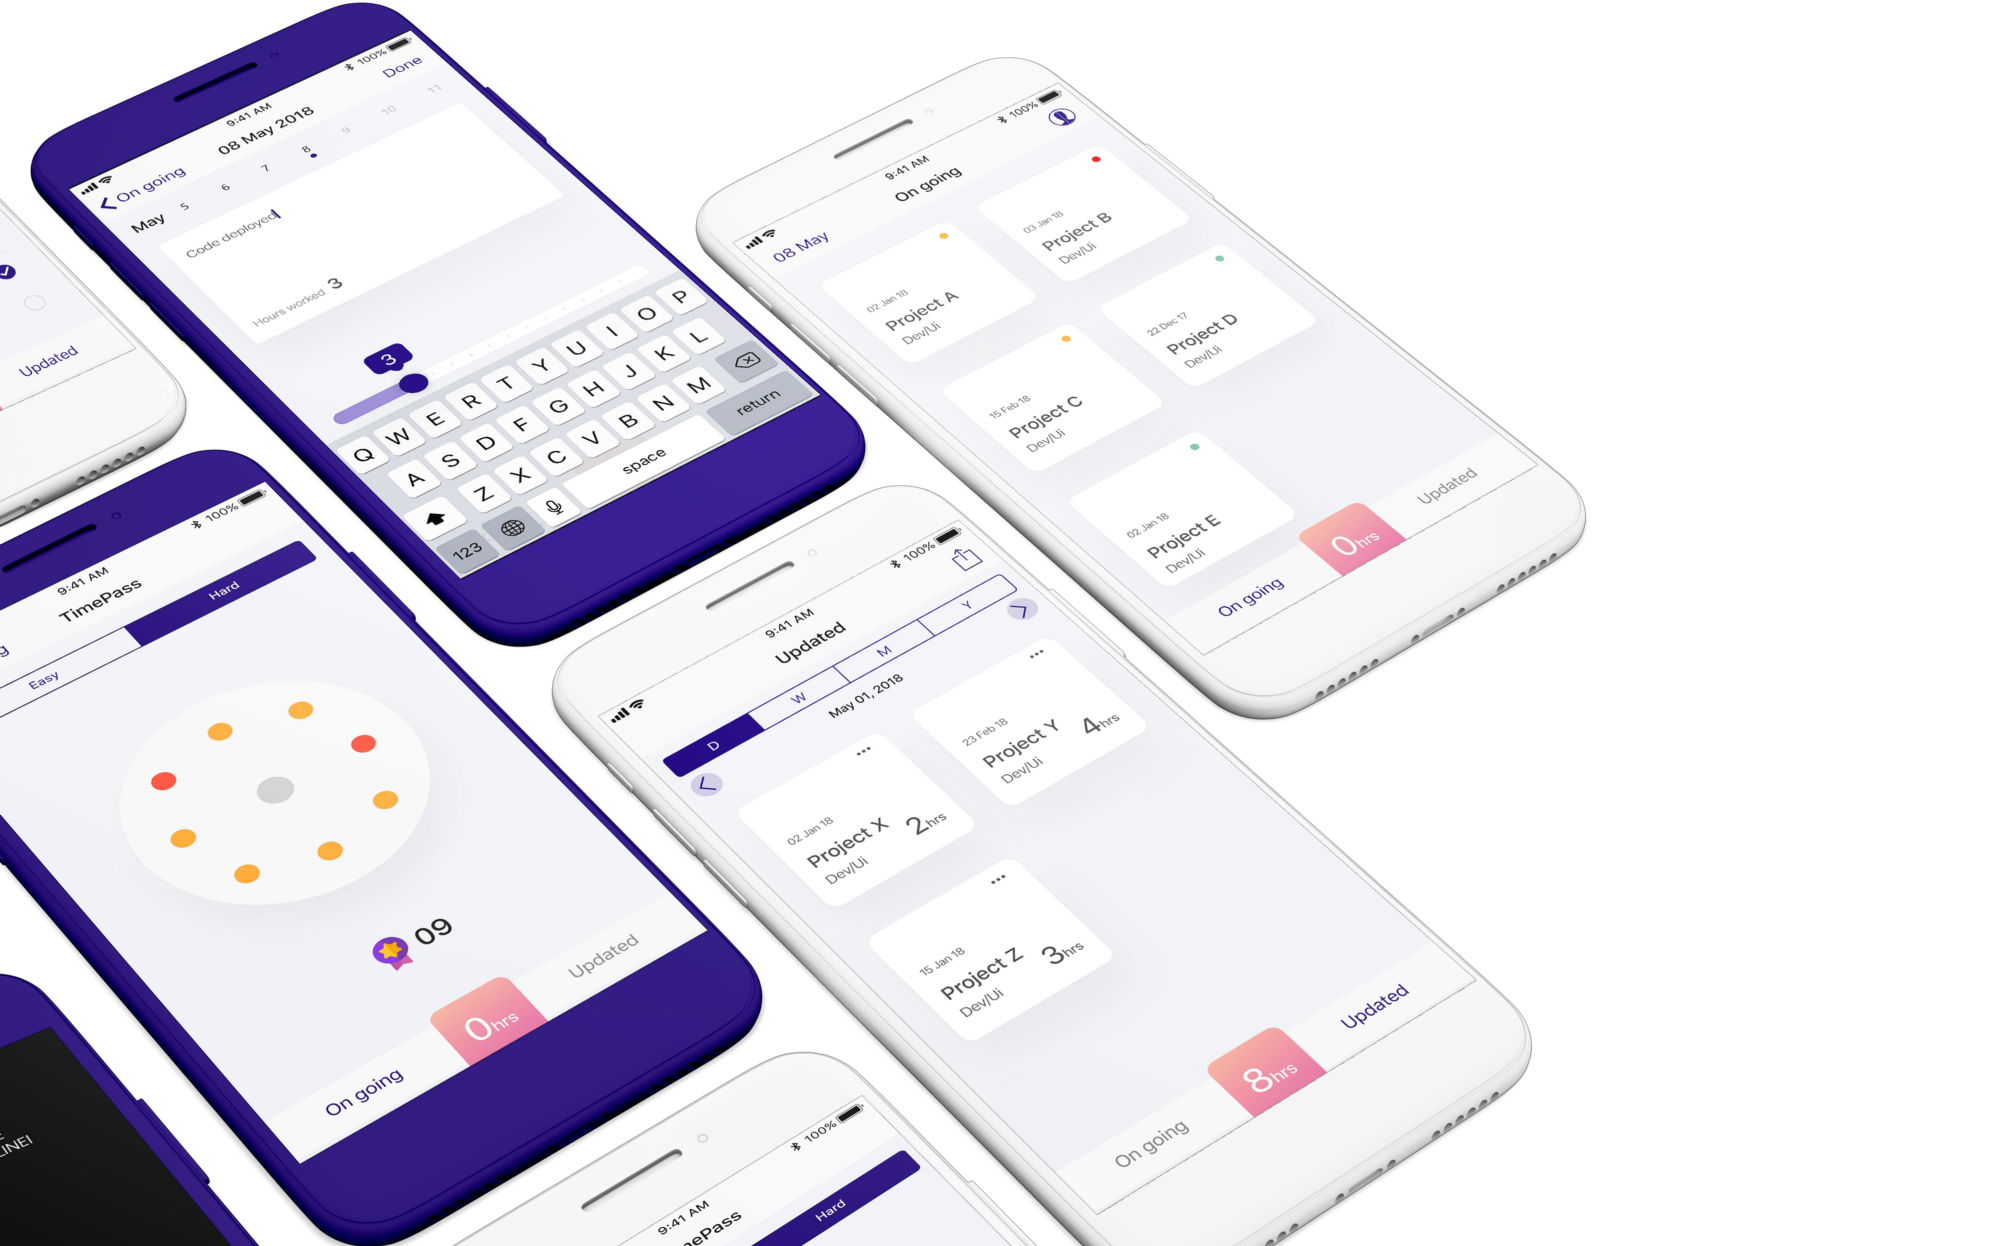 Updated
100%
9:41 AM
08 May 2018
Done
On going
May 5 6 7 8 9 10 11
Code deployed
Hours worked 3
3
Q W E R T Y U I O P
A S D F G H J K L
Z X C V B N M
123 space return
100%
9:41 AM
On going
08 May
02 Jan 18
Project A
Dev/Ui
03 Jan 18
Project B
Dev/Ui
15 Feb 18
Project C
Dev/Ui
22 Dec 17
Project D
Dev/Ui
02 Jan 18
Project E
Dev/Ui
On going
0hrs
Updated
100%
9:41 AM
TimePass
Easy
Hard
09
On going
0hrs
Updated
100%
9:41 AM
Updated
D W M Y
May 01, 2018
02 Jan 18
Project X
Dev/Ui
2hrs
23 Feb 18
Project Y
Dev/Ui
4hrs
15 Jan 18
Project Z
Dev/Ui
3hrs
On going
8hrs
Updated
100%
9:41 AM
mePass
Hard